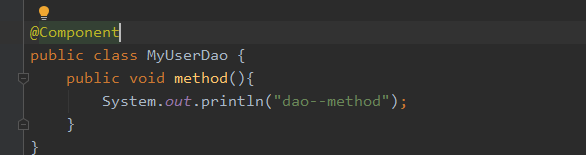 @Component
public class MyUserDao {
    public void method(){
        System.out.println("dao--method");
    }
}